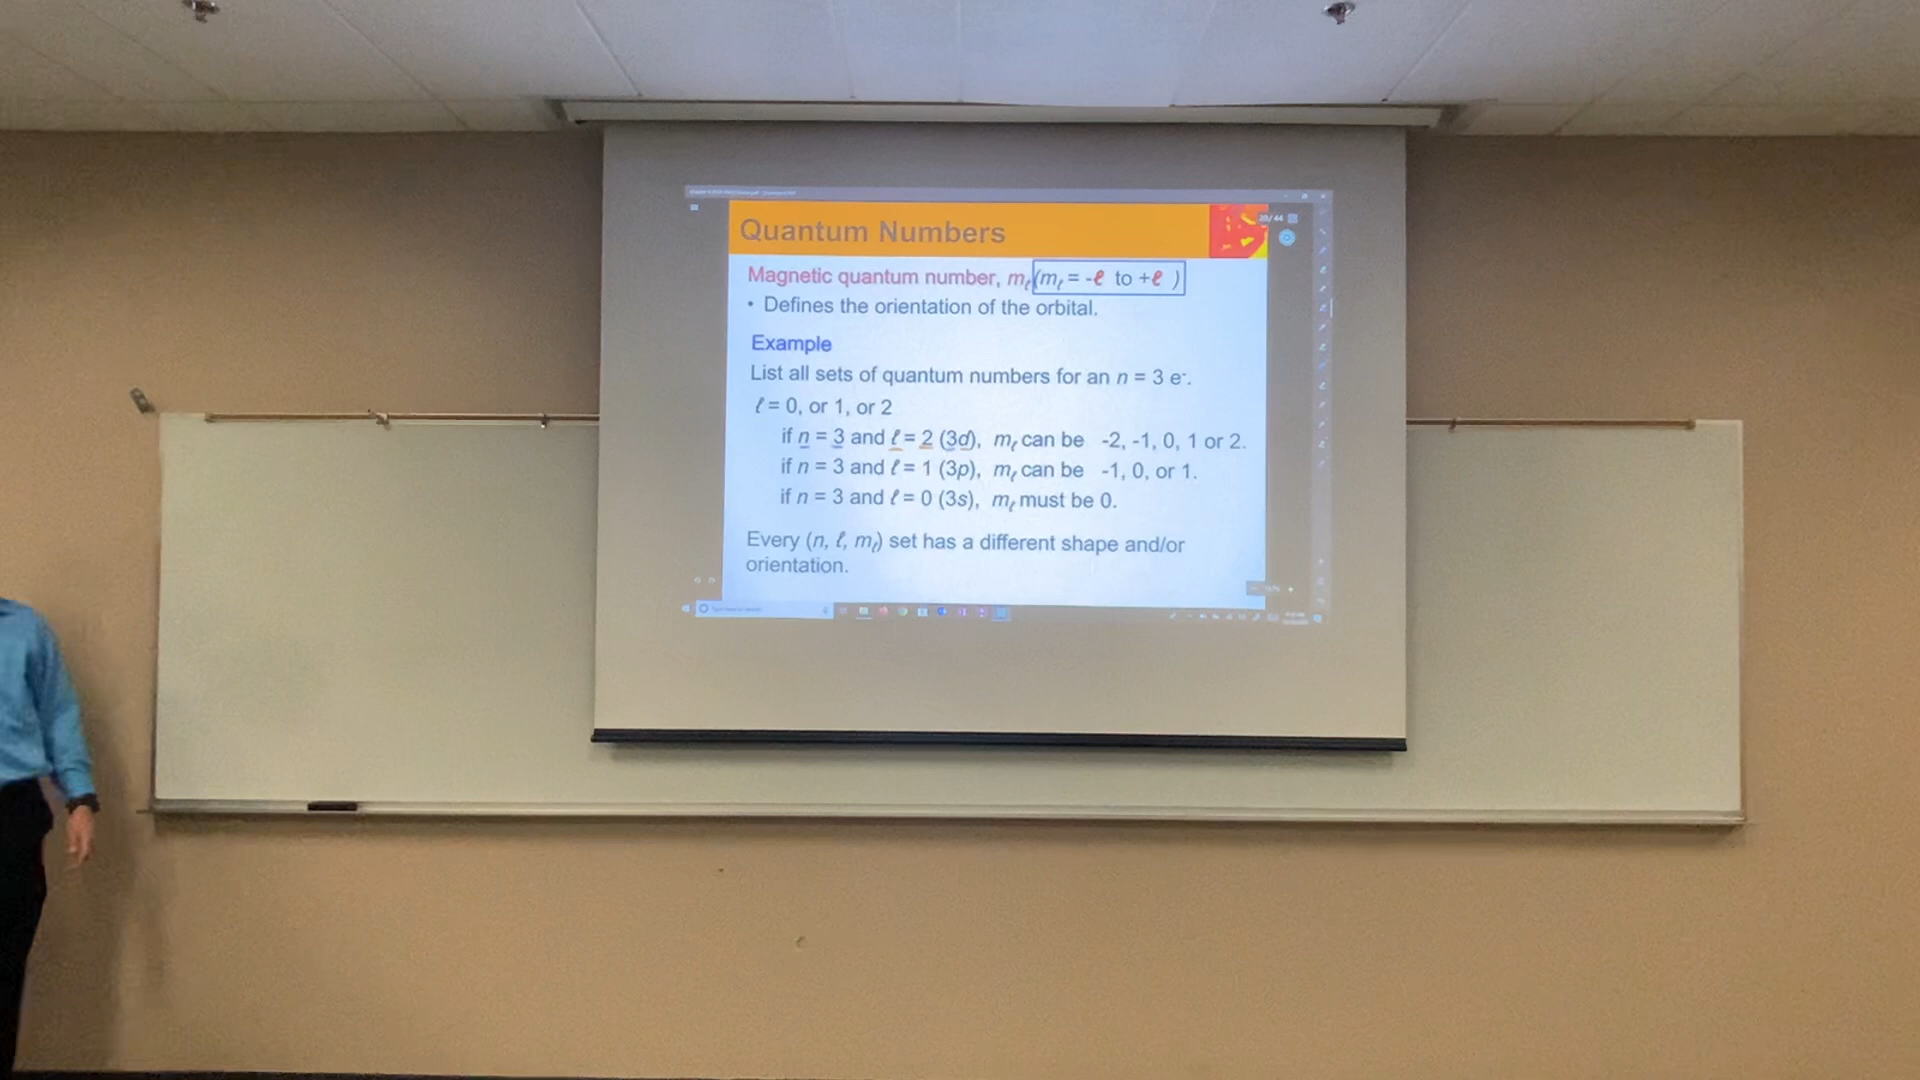 Quantum Numbers
20/44
Magnetic quantum number, mℓ (mℓ = -ℓ to +ℓ )
• Defines the orientation of the orbital.
Example
List all sets of quantum numbers for an n = 3 e⁻.
ℓ = 0, or 1, or 2
if n = 3 and ℓ = 2 (3d), mℓ can be -2, -1, 0, 1 or 2.
if n = 3 and ℓ = 1 (3p), mℓ can be -1, 0, or 1.
if n = 3 and ℓ = 0 (3s), mℓ must be 0.
Every (n, ℓ, mℓ) set has a different shape and/or
orientation.